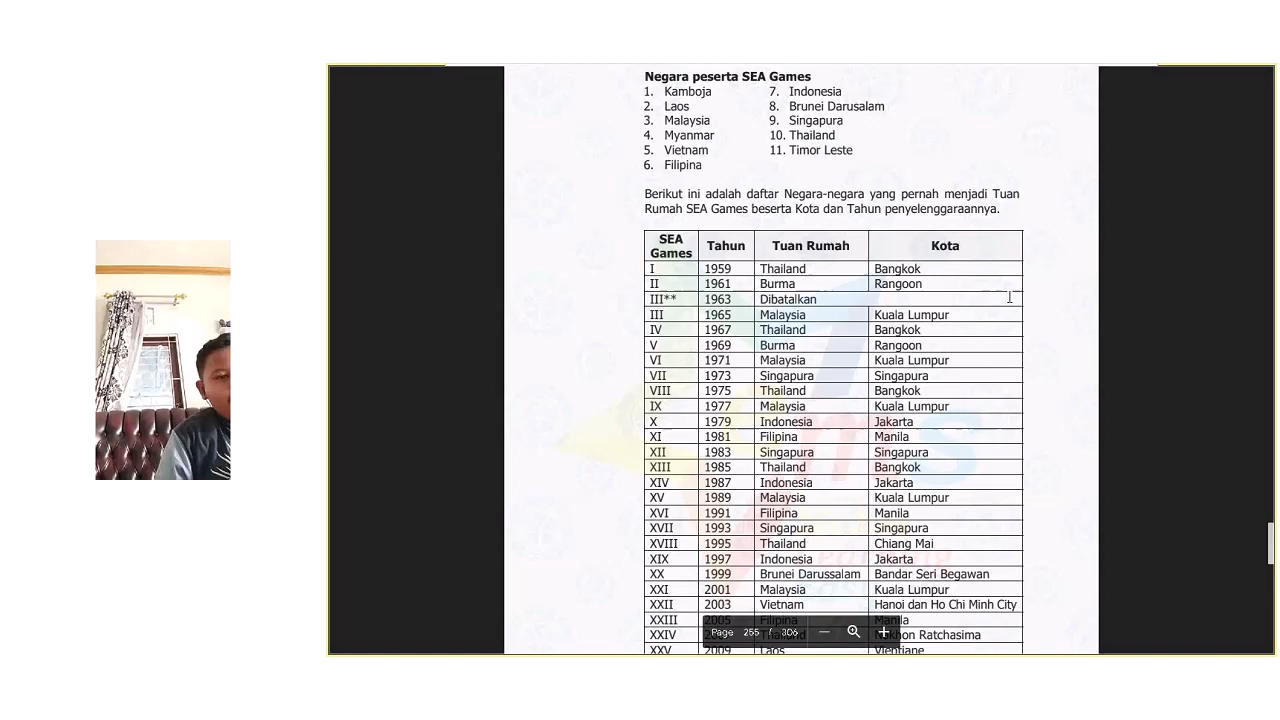 Negara peserta SEA Games
1. Kamboja
2. Laos
3. Malaysia
4. Myanmar
5. Vietnam
6. Filipina
7. Indonesia
8. Brunei Darusalam
9. Singapura
10. Thailand
11. Timor Leste
Berikut ini adalah daftar Negara-negara yang pernah menjadi Tuan
Rumah SEA Games beserta Kota dan Tahun penyelenggaraannya.
SEA Games Tahun Tuan Rumah Kota
I 1959 Thailand Bangkok
II 1961 Burma Rangoon
III** 1963 Dibatalkan
III 1965 Malaysia Kuala Lumpur
IV 1967 Thailand Bangkok
V 1969 Burma Rangoon
VI 1971 Malaysia Kuala Lumpur
VII 1973 Singapura Singapura
VIII 1975 Thailand Bangkok
IX 1977 Malaysia Kuala Lumpur
X 1979 Indonesia Jakarta
XI 1981 Filipina Manila
XII 1983 Singapura Singapura
XIII 1985 Thailand Bangkok
XIV 1987 Indonesia Jakarta
XV 1989 Malaysia Kuala Lumpur
XVI 1991 Filipina Manila
XVII 1993 Singapura Singapura
XVIII 1995 Thailand Chiang Mai
XIX 1997 Indonesia Jakarta
XX 1999 Brunei Darussalam Bandar Seri Begawan
XXI 2001 Malaysia Kuala Lumpur
XXII 2003 Vietnam Hanoi dan Ho Chi Minh City
XXIII 2005 Filipina Manila
XXIV Thailand Nakhon Ratchasima
XXV 2009 Laos Vientiane
Page 255 / 306